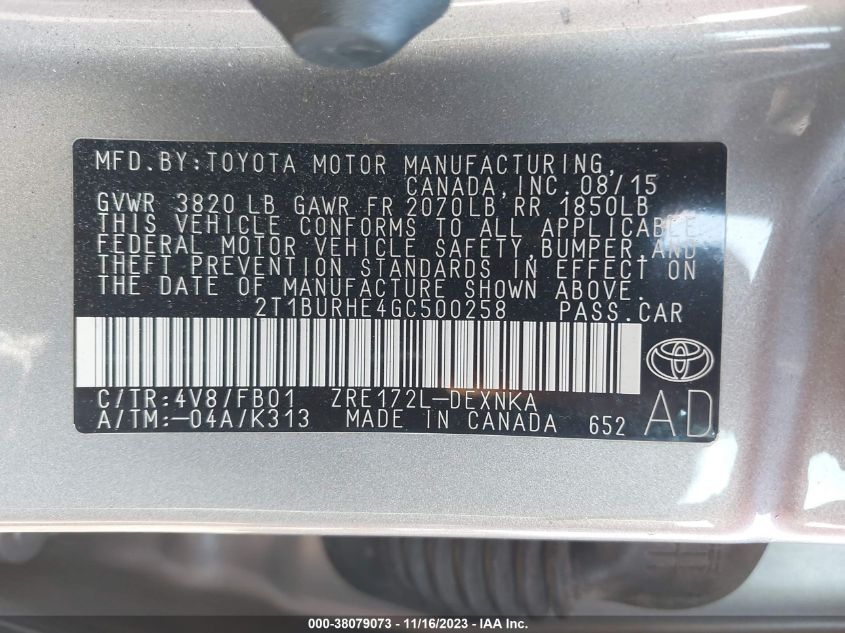 MFD.BY:TOYOTA MOTOR MANUFACTURING,
CANADA,INC.08/15
GVWR 3820 LB GAWR FR 2070LB RR 1850LB
THIS VEHICLE CONFORMS TO ALL APPLICABLE
FEDERAL MOTOR VEHICLE SAFETY,BUMPER,AND
THEFT PREVENTION STANDARDS IN EFFECT ON
THE DATE OF MANUFACTURE SHOWN ABOVE.
2T1BURHE4GC500258 PASS.CAR
C/TR:4V8/FB01 ZRE172L-DEXNKA
A/TM:-04A/K313 MADE IN CANADA 652 AD
000-38079073 — 11/16/2023 - IAA Inc.